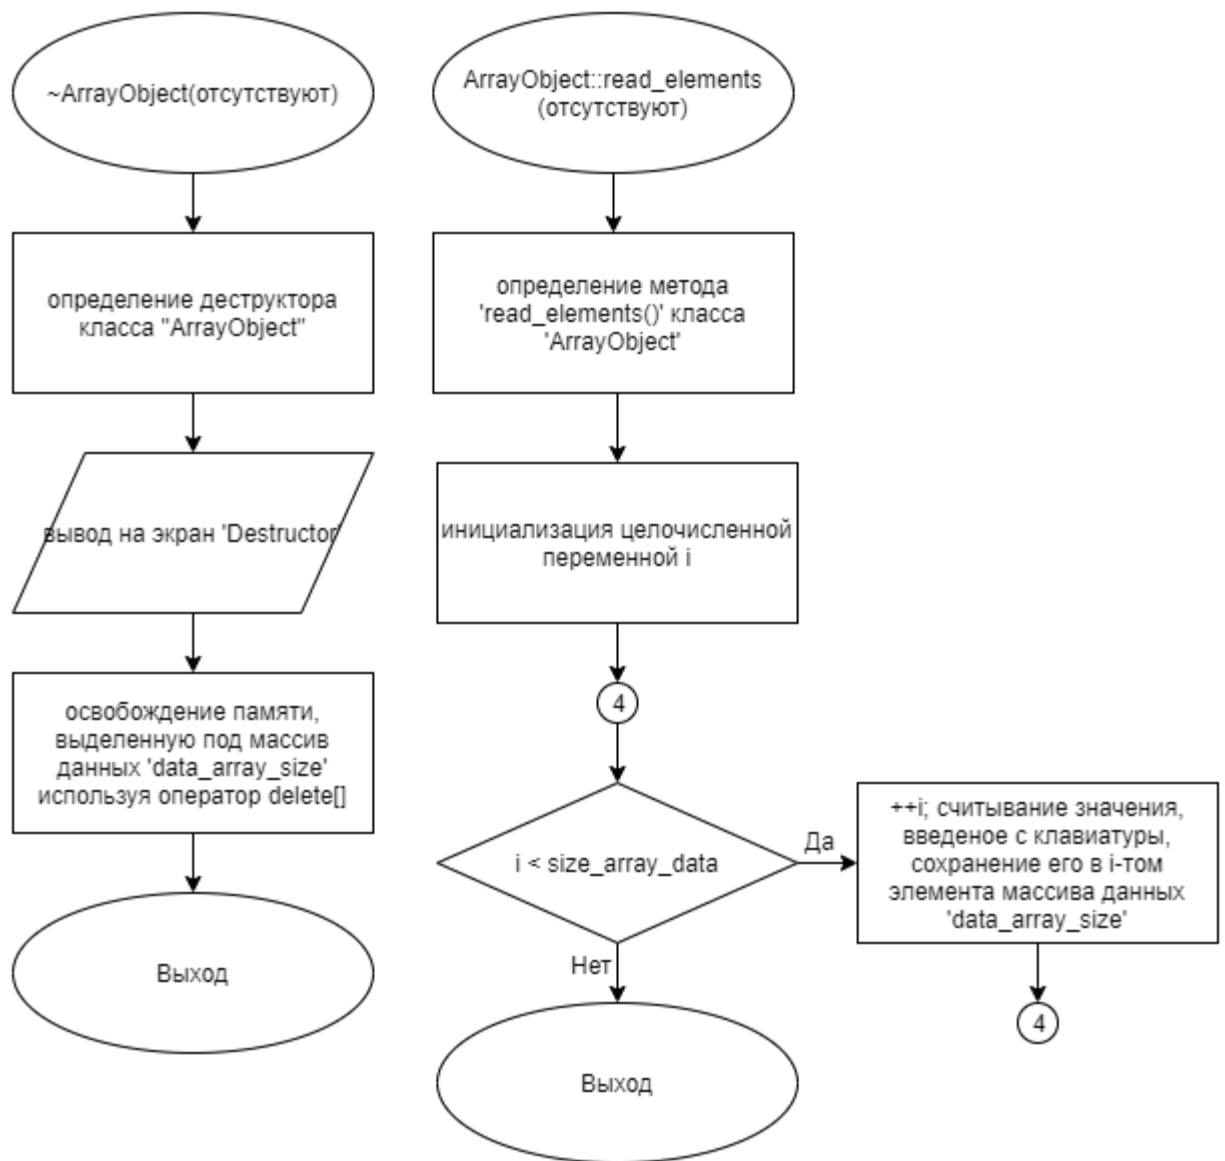 ~ArrayObject(отсутствуют)
определение деструктора
класса "ArrayObject"
вывод на экран 'Destructor'
освобождение памяти,
выделенную под массив
данных 'data_array_size'
используя оператор delete[]
Выход
ArrayObject::read_elements
(отсутствуют)
определение метода
'read_elements()' класса
'ArrayObject'
инициализация целочисленной
переменной i
4
i < size_array_data
Да
++i; считывание значения,
введеное с клавиатуры,
сохранение его в i-том
элемента массива данных
'data_array_size'
4
Нет
Выход